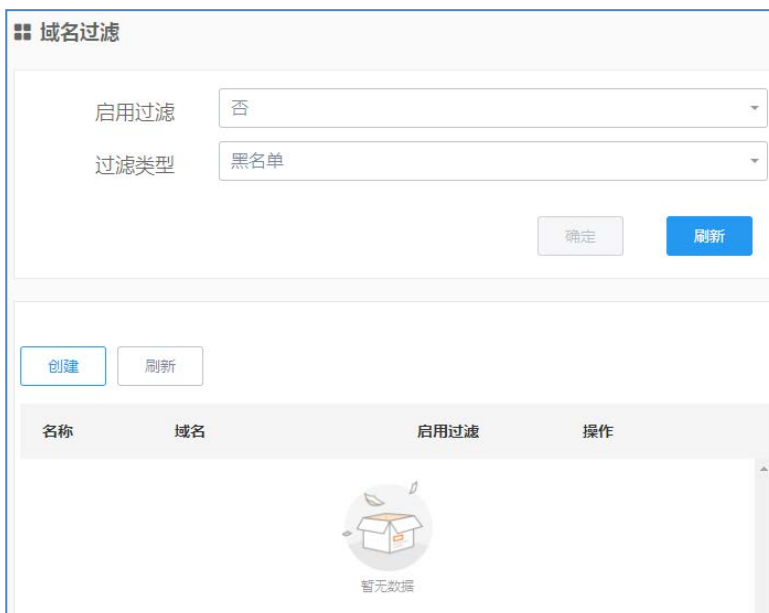 域名过滤
启用过滤 否
过滤类型 黑名单
确定 刷新
创建 刷新
名称 域名 启用过滤 操作
暂无数据